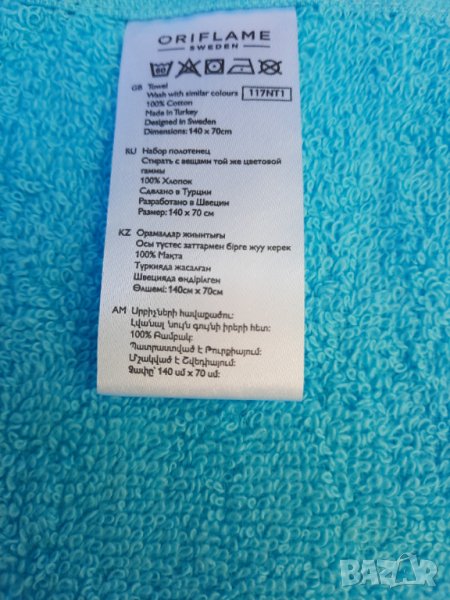 ORIFLAME
SWEDEN
60
GB Towel
Wash with similar colours 117NT1
100% Cotton
Made in Turkey
Designed in Sweden
Dimensions: 140 x 70cm
RU Набор полотенец
Стирать с вещами той же цветовой
гаммы
100% Хлопок
Сделано в Турции
Разработано в Швеции
Размер: 140 x 70 см
KZ Орамалдар жиынтығы
Осы түстес заттармен бірге жуу керек
100% Мақта
Түркияда жасалған
Швецияда өндірілген
Өлшемі: 140см x 70см
AM Սրբիչների հավաքածու:
Լվանալ նույն գույնի իրերի հետ:
100% Բամբակ:
Պատրաստված է Թուրքիայում:
Մշակված է Շվեդիայում:
Չափը՝ 140 սմ x 70 սմ:
BAZAR